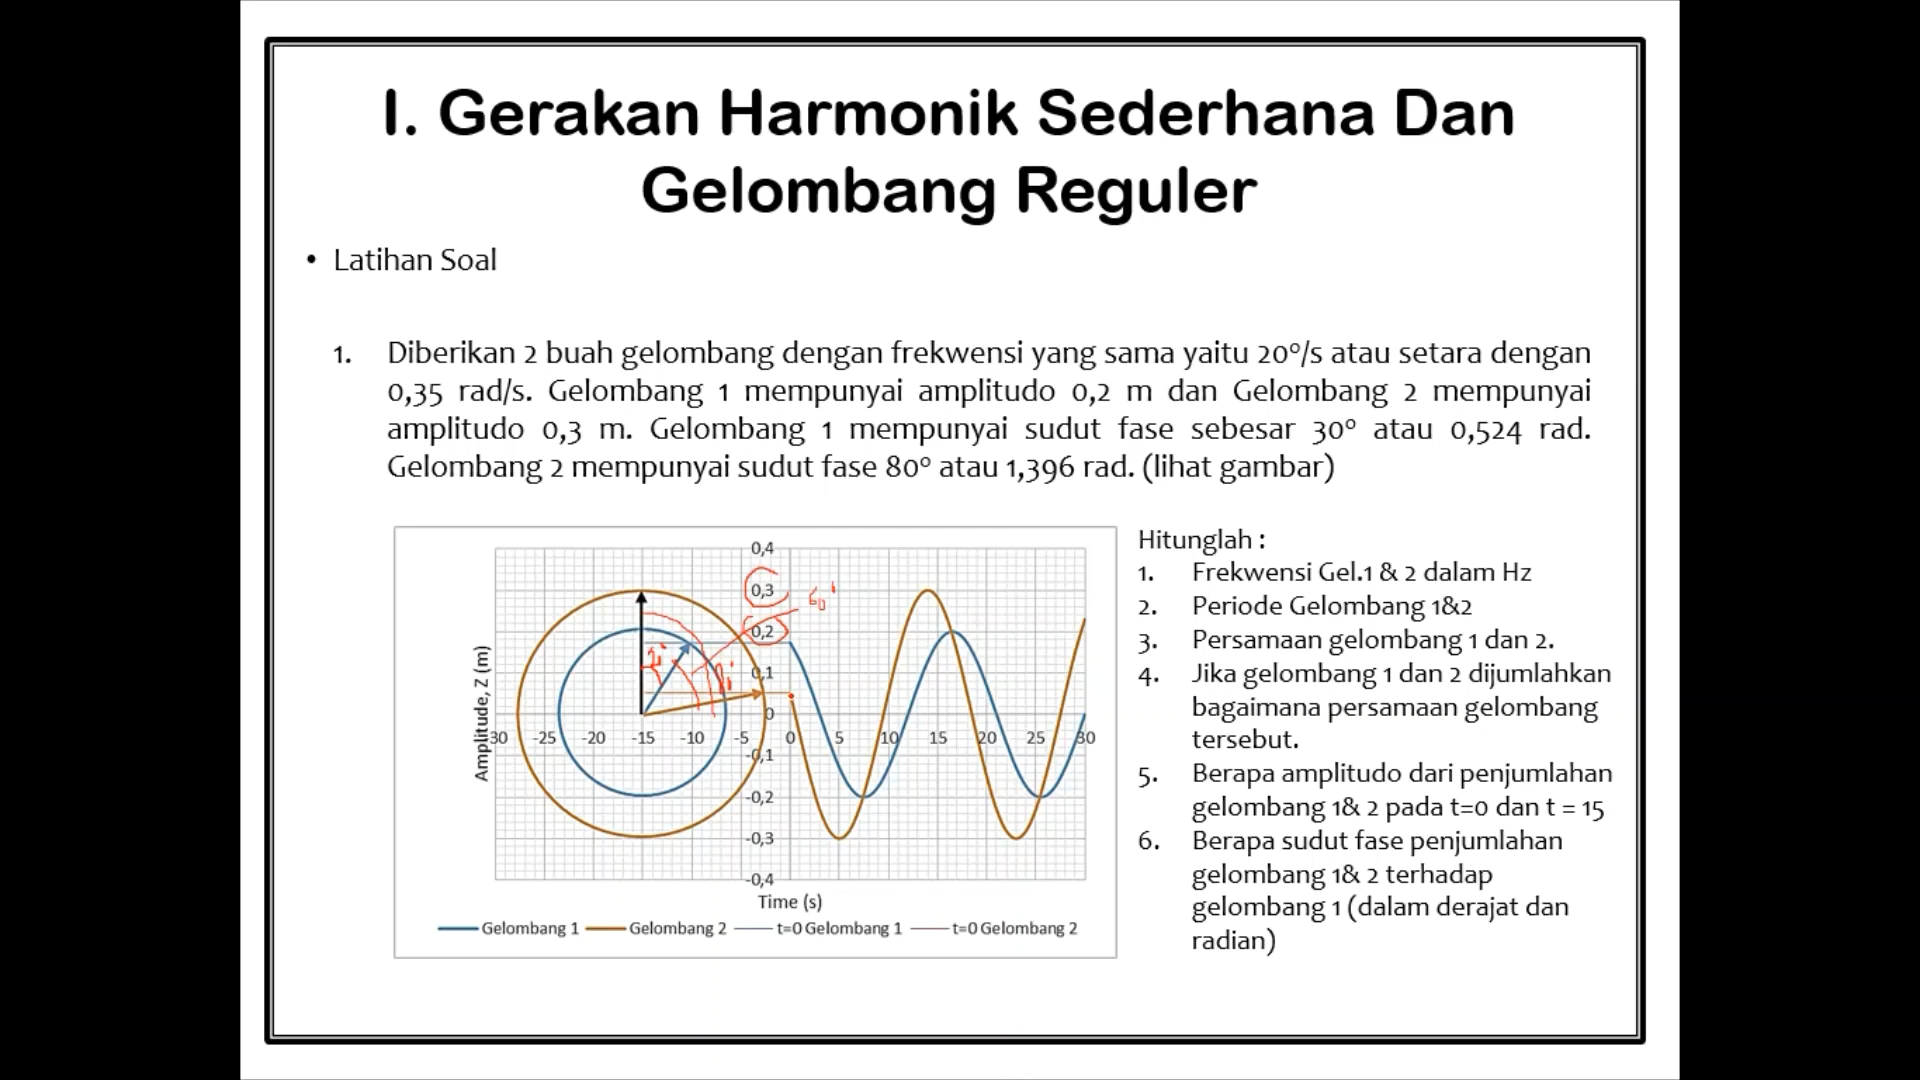 I. Gerakan Harmonik Sederhana Dan
Gelombang Reguler
• Latihan Soal
1. Diberikan 2 buah gelombang dengan frekwensi yang sama yaitu 20⁰/s atau setara dengan
0,35 rad/s. Gelombang 1 mempunyai amplitudo 0,2 m dan Gelombang 2 mempunyai
amplitudo 0,3 m. Gelombang 1 mempunyai sudut fase sebesar 30⁰ atau 0,524 rad.
Gelombang 2 mempunyai sudut fase 80⁰ atau 1,396 rad. (lihat gambar)
0,4
0,3
0,2
0,1
0
-0,1
-0,2
-0,3
-0,4
Amplitude, Z (m)
30 -25 -20 -15 -10 -5 0 5 10 15 20 25 30
Time (s)
Gelombang 1 Gelombang 2 t=0 Gelombang 1 t=0 Gelombang 2
Hitunglah :
1. Frekwensi Gel.1 & 2 dalam Hz
2. Periode Gelombang 1&2
3. Persamaan gelombang 1 dan 2.
4. Jika gelombang 1 dan 2 dijumlahkan
bagaimana persamaan gelombang
tersebut.
5. Berapa amplitudo dari penjumlahan
gelombang 1& 2 pada t=0 dan t = 15
6. Berapa sudut fase penjumlahan
gelombang 1& 2 terhadap
gelombang 1 (dalam derajat dan
radian)